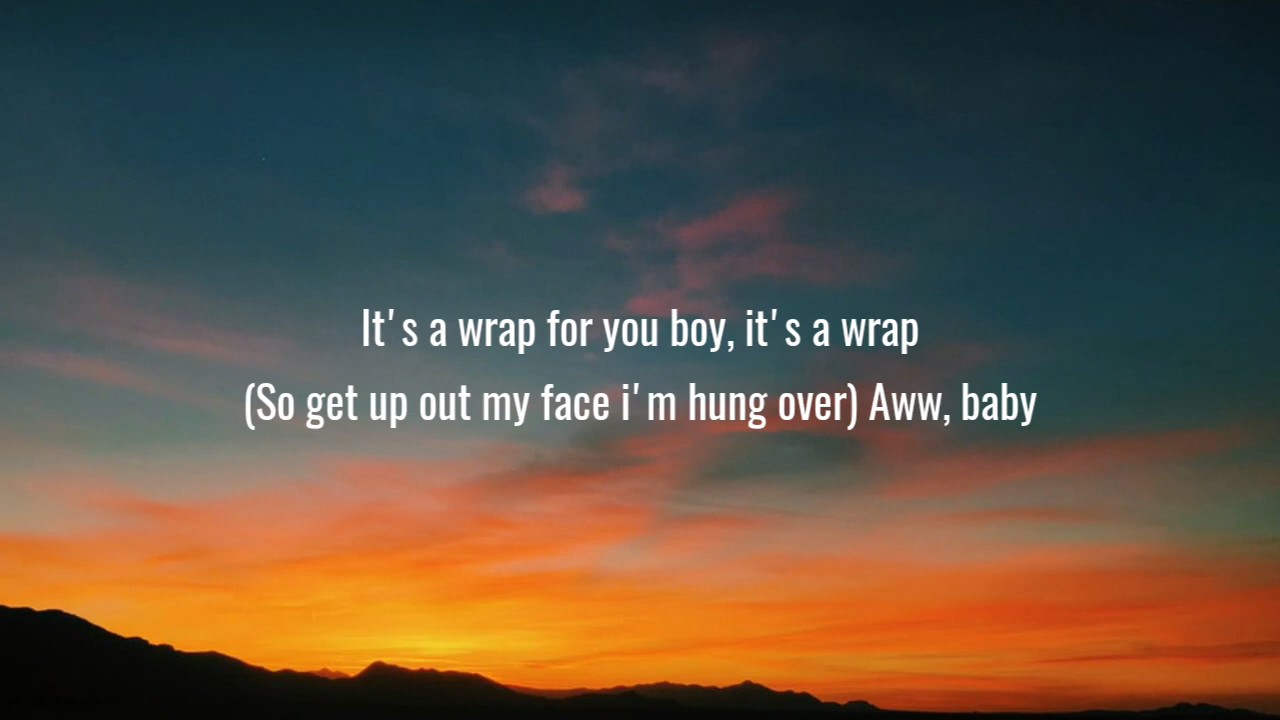 It's a wrap for you boy, it's a wrap
(So get up out my face i'm hung over) Aww, baby